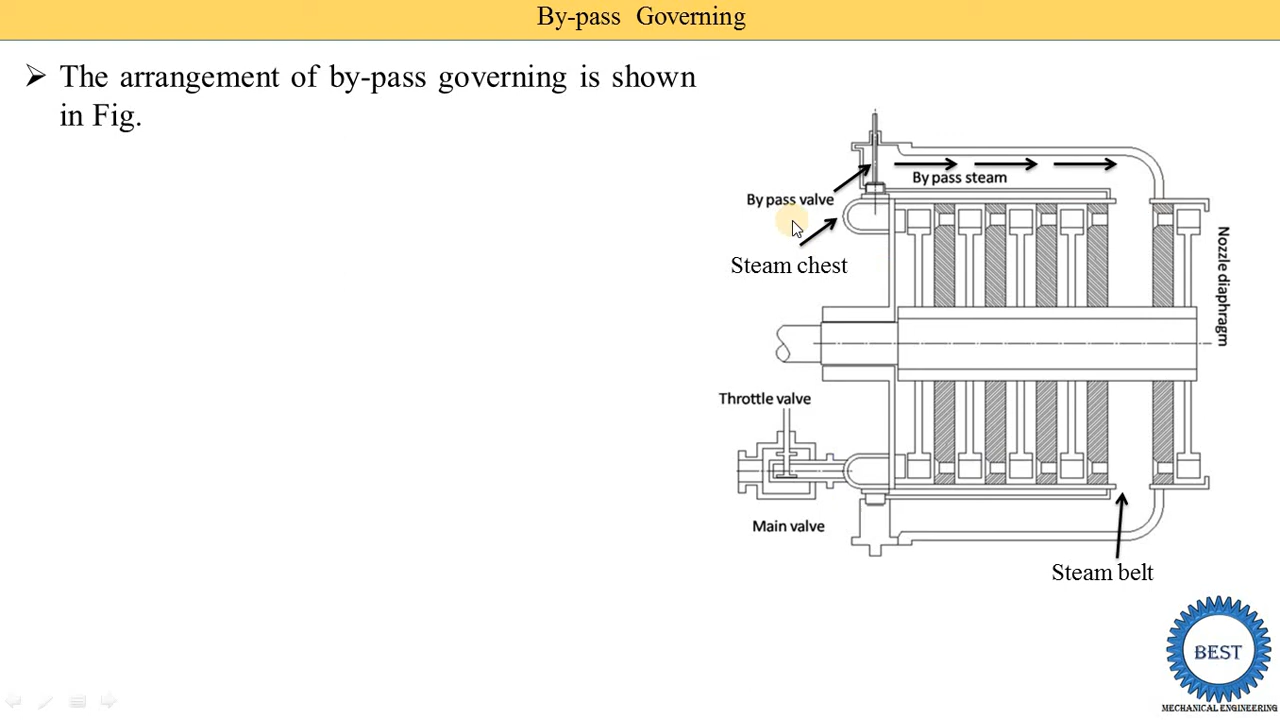 By-pass Governing
➢ The arrangement of by-pass governing is shown
in Fig.
By pass steam
By pass valve
Steam chest
Nozzle diaphragm
Throttle valve
Main valve
Steam belt
BEST
MECHANICAL ENGINEERING